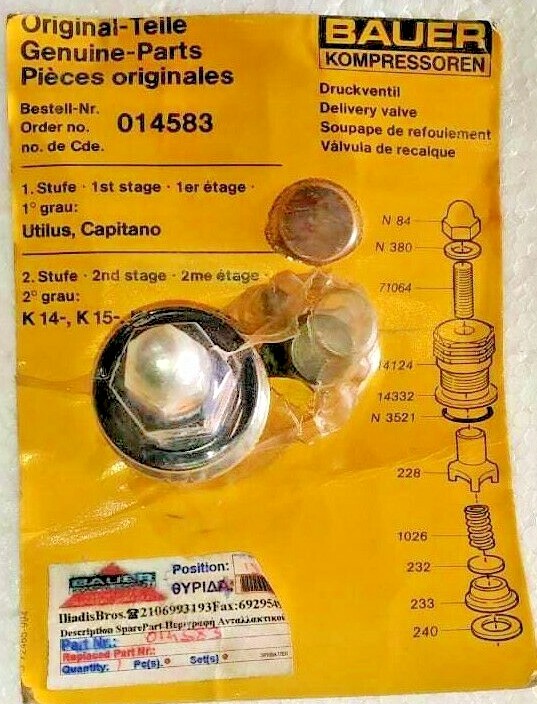 Original-Teile
Genuine-Parts
Pièces originales
Bestell-Nr.
Order no. 014583
no. de Cde.
BAUER
KOMPRESSOREN
Druckventil
Delivery valve
Soupape de refoulement
Válvula de recalque
1. Stufe · 1st stage · 1er étage ·
1° grau:
Utilus, Capitano
2. Stufe · 2nd stage · 2me étage ·
2° grau:
K 14-, K 15-,
N 84
N 380
71064
14124
14332
N 3521
228
1026
232
233
240
BAUER
Position:
ΘΥΡΙΔΑ:
IliadisBros.☎2106993193Fax:692954
Description SparePart-Περιγραφή Ανταλλακτικού
Part Nr.: 014583
Replaced Part Nr.:
Quantity: 1 Pc(s). Set(s).